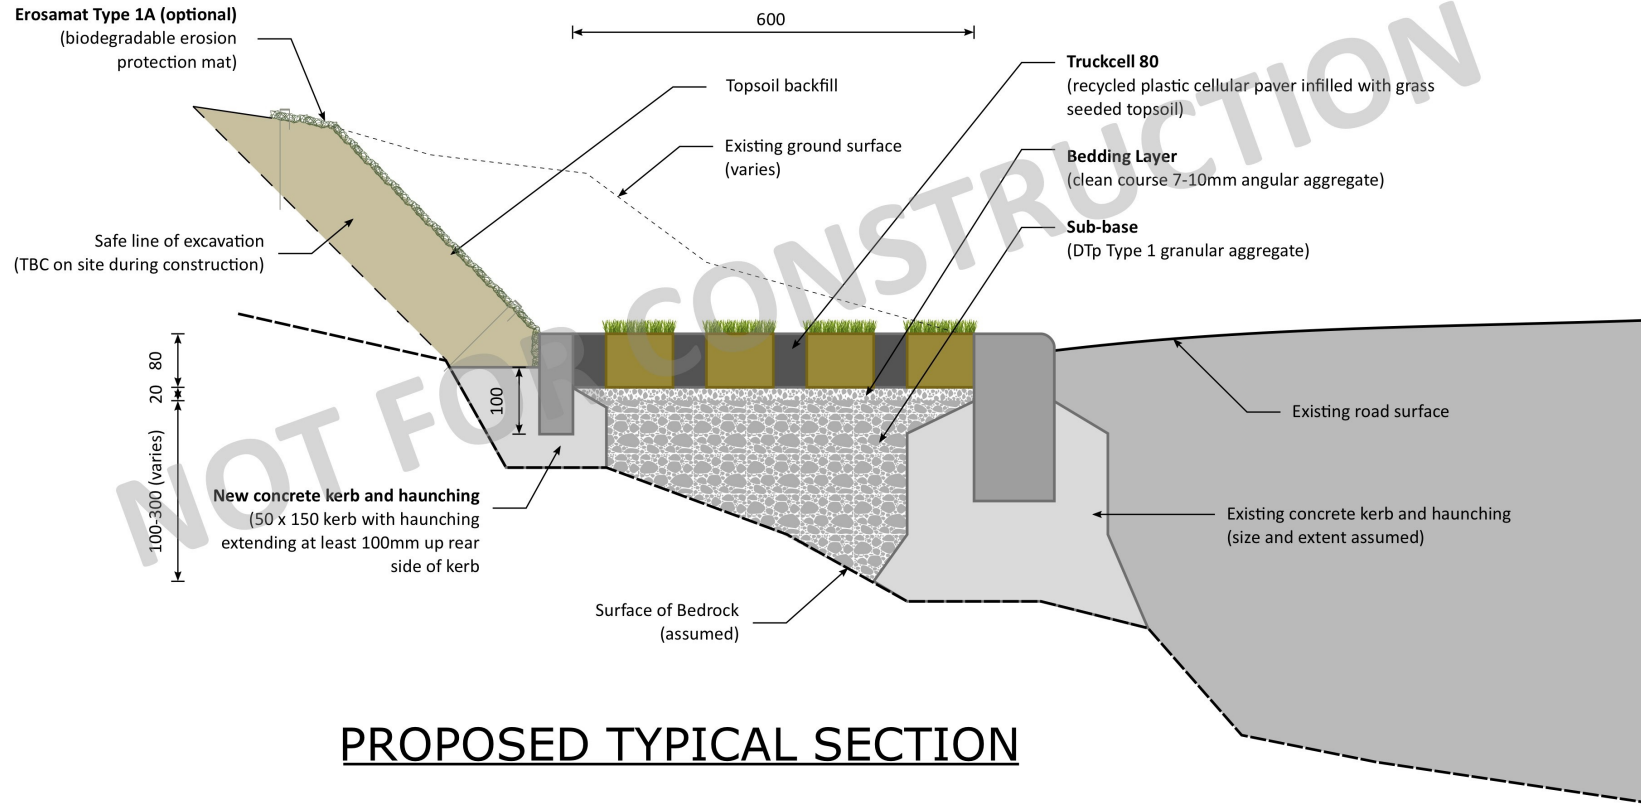 Erosamat Type 1A (optional)
(biodegradable erosion
protection mat)
600
Topsoil backfill
Existing ground surface
(varies)
Truckcell 80
(recycled plastic cellular paver infilled with grass
seeded topsoil)
Bedding Layer
(clean course 7-10mm angular aggregate)
Sub-base
(DTp Type 1 granular aggregate)
Safe line of excavation
(TBC on site during construction)
80
20
100-300 (varies)
100
Existing road surface
New concrete kerb and haunching
(50 x 150 kerb with haunching
extending at least 100mm up rear
side of kerb
Existing concrete kerb and haunching
(size and extent assumed)
Surface of Bedrock
(assumed)
NOT FOR CONSTRUCTION
PROPOSED TYPICAL SECTION